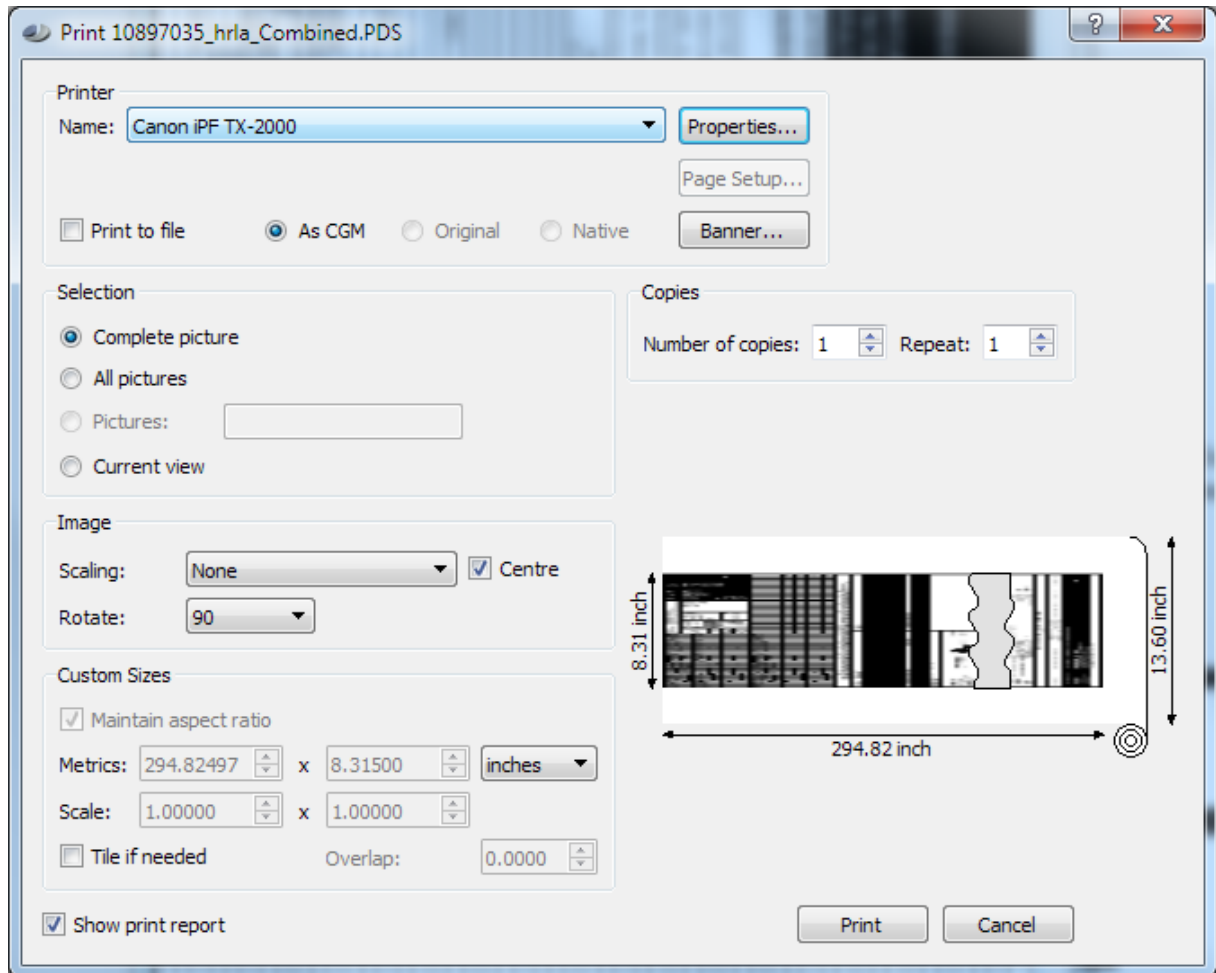 Print 10897035_hrla_Combined.PDS
Printer
Name: Canon iPF TX-2000 Properties...
Page Setup...
Print to file As CGM Original Native Banner...
Selection
Complete picture
All pictures
Pictures:
Current view
Copies
Number of copies: 1 Repeat: 1
Image
Scaling: None Centre
Rotate: 90
8.31 inch
13.60 inch
294.82 inch
Custom Sizes
Maintain aspect ratio
Metrics: 294.82497 x 8.31500 inches
Scale: 1.00000 x 1.00000
Tile if needed Overlap: 0.0000
Show print report
Print Cancel